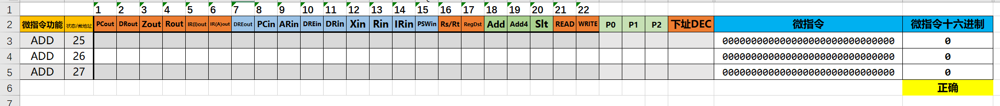 1 1 2 3 4 5 6 7 8 9 10 11 12 13 14 15 16 17 18 19 20 21 22
2 微指令功能 状态/微地址 PCout DRout Zout Rout IR(I)out IR(A)out DREout PCin ARin DREin DRin Xin Rin IRin PSWin Rs/Rt RegDst Add Add4 Slt READ WRITE P0 P1 P2 下址DEC 微指令 微指令十六进制
3 ADD 25 000000000000000000000000000000 0
4 ADD 26 000000000000000000000000000000 0
5 ADD 27 000000000000000000000000000000 0
6 正确
7